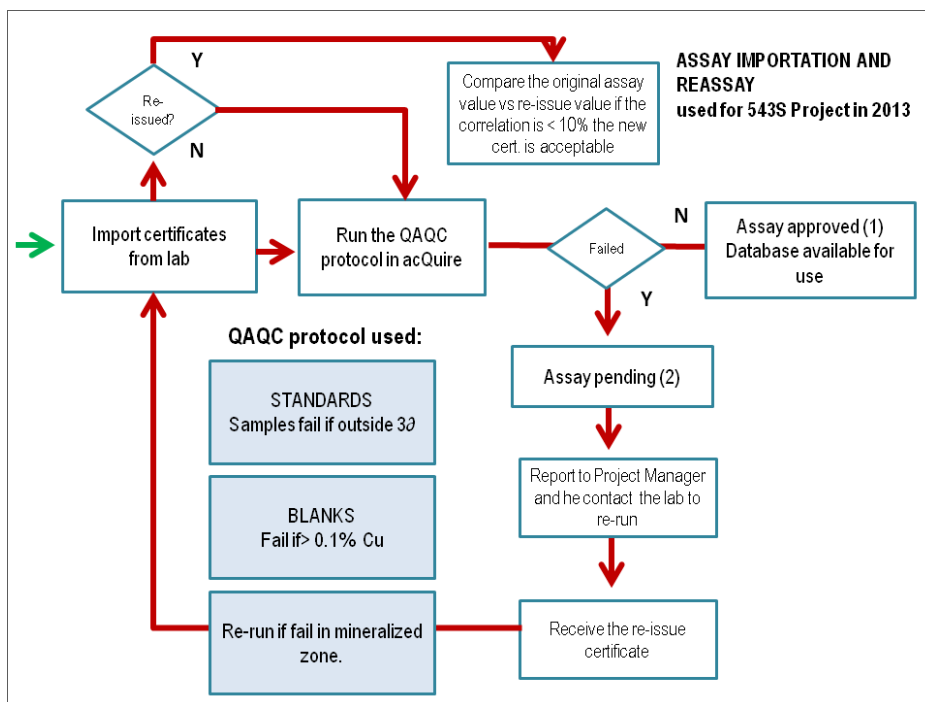 Y
ASSAY IMPORTATION AND
REASSAY
used for 543S Project in 2013
Re-
issued?
N
Compare the original assay
value vs re-issue value if the
correlation is < 10% the new
cert. is acceptable
Import certificates
from lab
Run the QAQC
protocol in acQuire
Failed
N
Y
Assay approved (1)
Database available for
use
QAQC protocol used:
STANDARDS
Samples fail if outside 3∂
BLANKS
Fail if> 0.1% Cu
Re-run if fail in mineralized
zone.
Assay pending (2)
Report to Project Manager
and he contact the lab to
re-run
Receive the re-issue
certificate